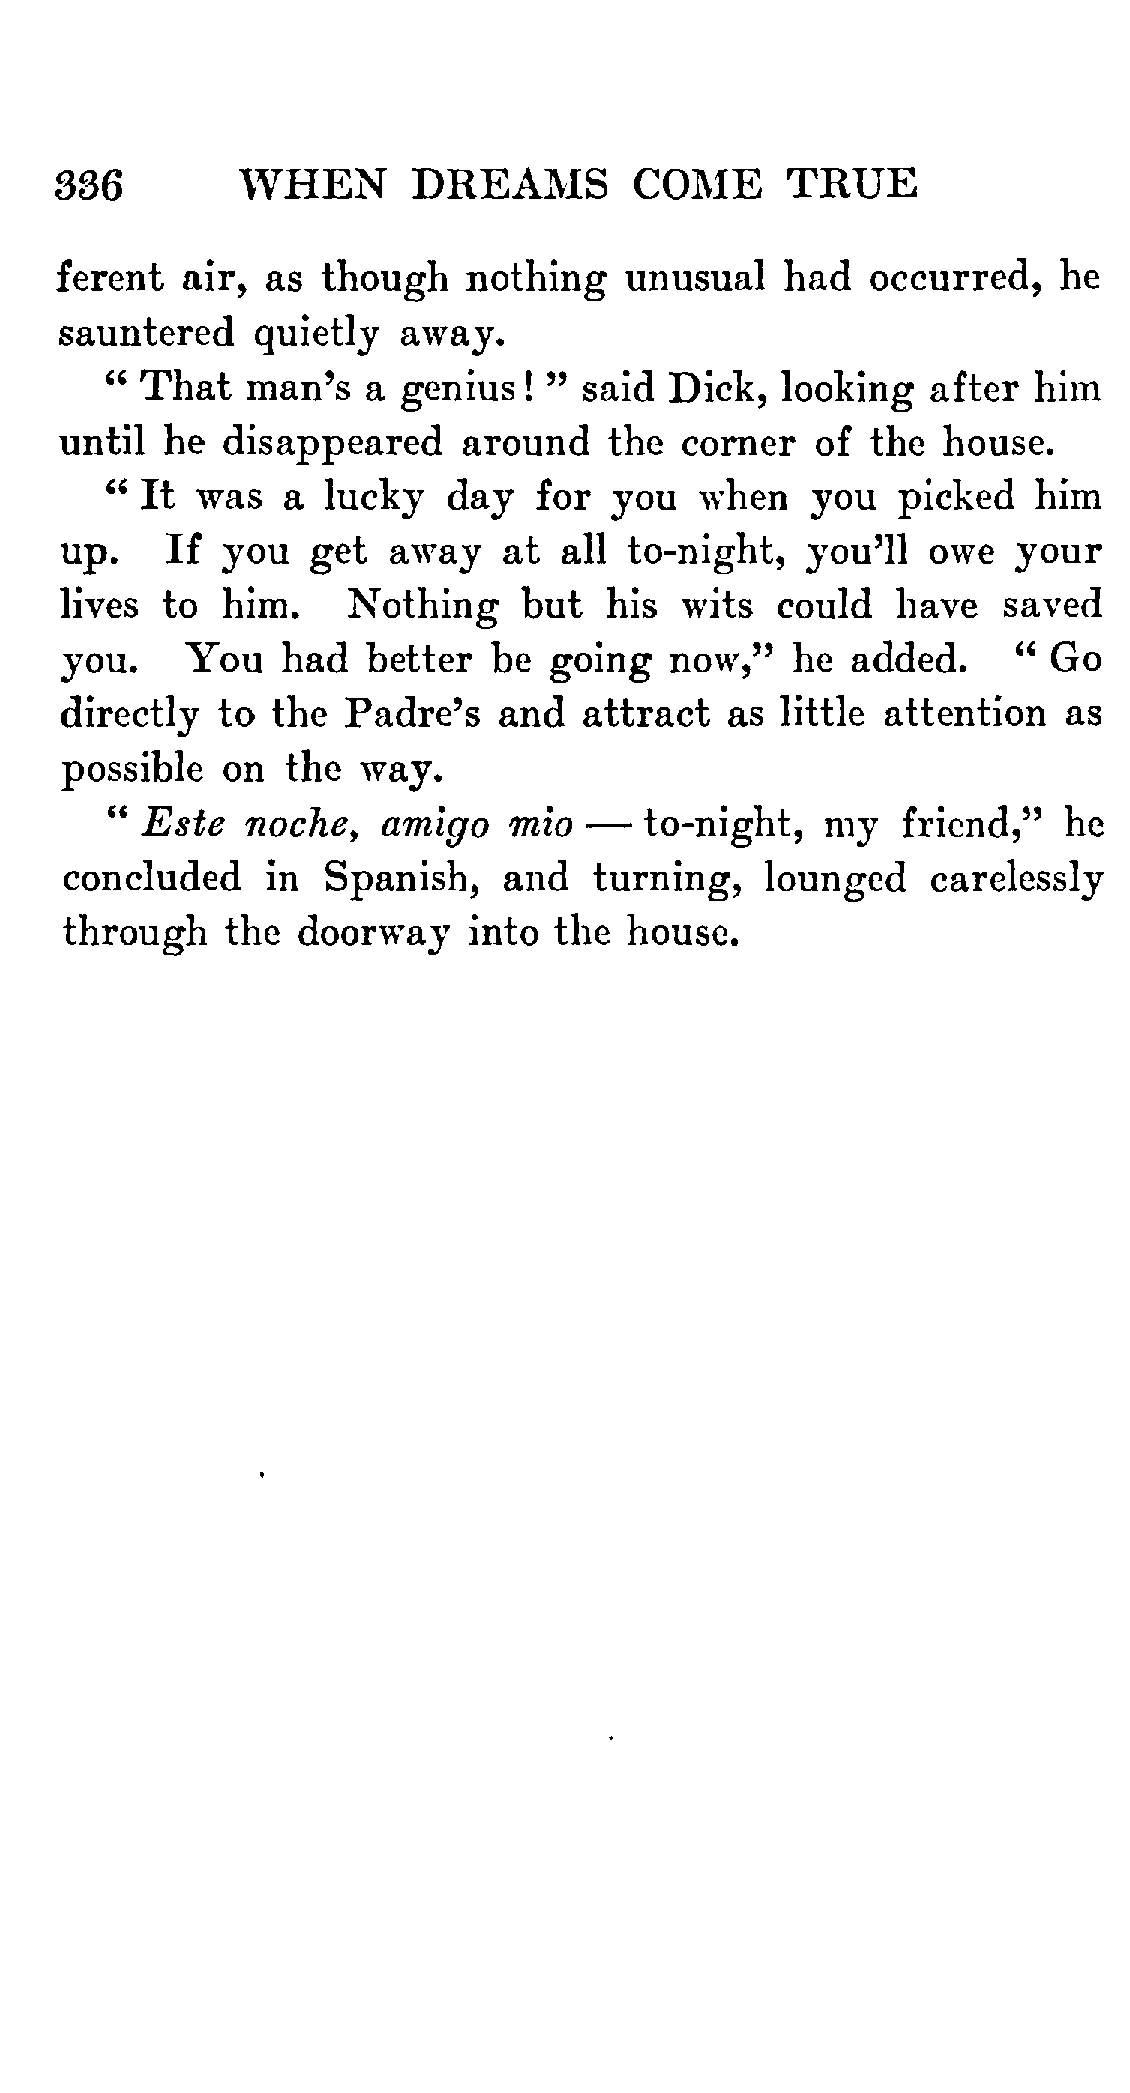 336 WHEN DREAMS COME TRUE
ferent air, as though nothing unusual had occurred, he
sauntered quietly away.
“ That man’s a genius! ” said Dick, looking after him
until he disappeared around the corner of the house.
“ It was a lucky day for you when you picked him
up. If you get away at all to-night, you’ll owe your
lives to him. Nothing but his wits could have saved
you. You had better be going now,” he added. “ Go
directly to the Padre’s and attract as little attention as
possible on the way.
“ Este noche, amigo mio — to-night, my friend,” he
concluded in Spanish, and turning, lounged carelessly
through the doorway into the house.